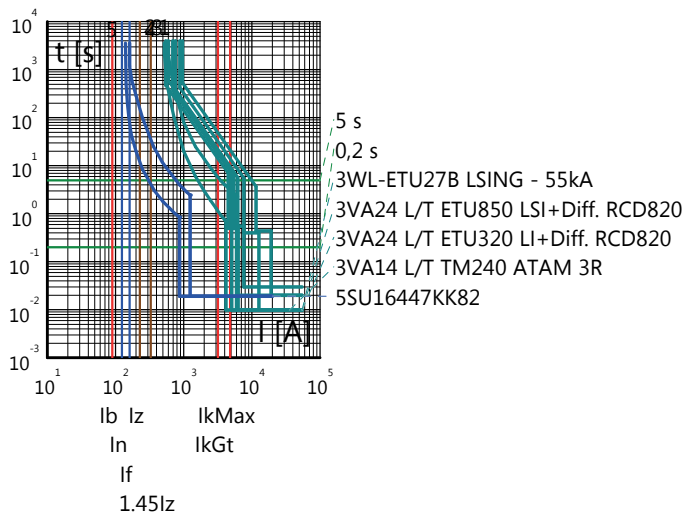 10^4
t [s]
5
10^3
10^2
10^1
10^0
10^-1
10^-2
10^-3
I [A]
10^1 10^2 10^3 10^4 10^5
5 s
0,2 s
3WL-ETU27B LSING - 55kA
3VA24 L/T ETU850 LSI+Diff. RCD820
3VA24 L/T ETU320 LI+Diff. RCD820
3VA14 L/T TM240 ATAM 3R
5SU16447KK82
Ib Iz IkMax
In IkGt
If
1.45Iz